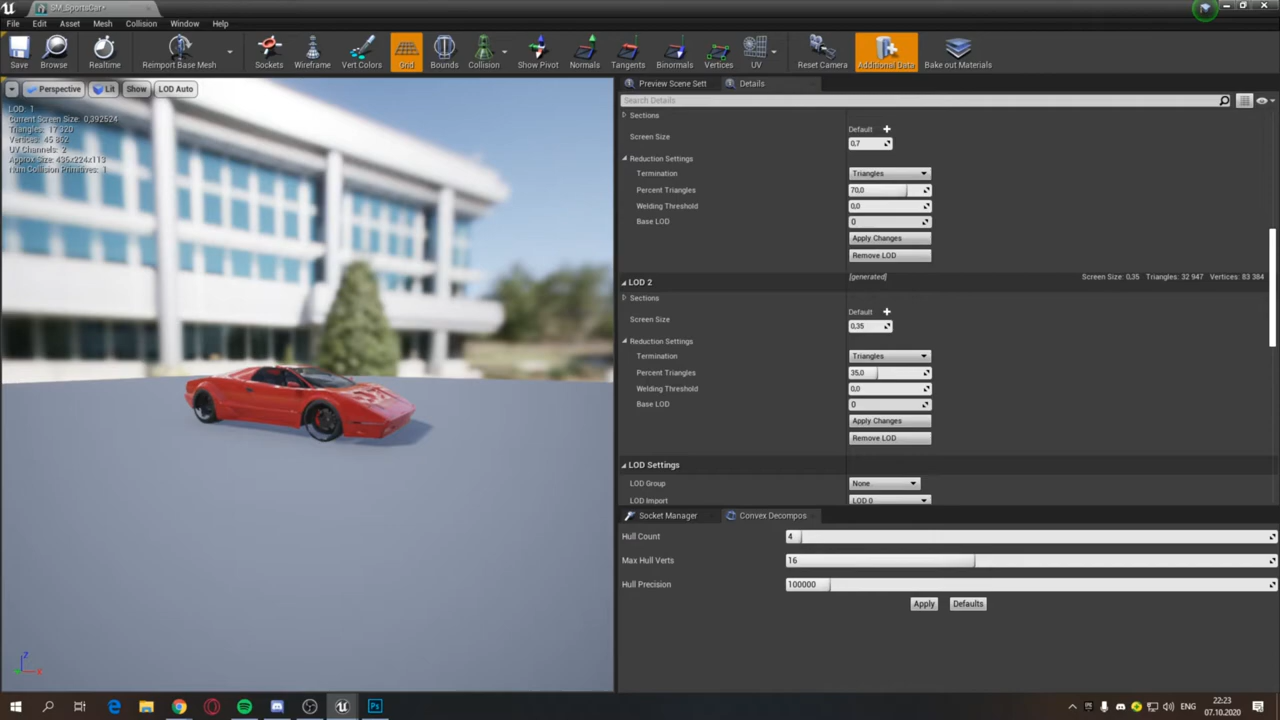 SM_SportsCar*
File Edit Asset Mesh Collision Window Help
Save Browse Realtime Reimport Base Mesh Sockets Wireframe Vert Colors Grid Bounds Collision Show Pivot Normals Tangents Binormals Vertices UV Reset Camera Additional Data Bake out Materials
Perspective Lit Show LOD Auto
LOD: 1
Current Screen Size: 0,392524
Triangles: 17 320
Vertices: 45 862
UV Channels: 2
Approx Size: 436x224x113
Num Collision Primitives: 1
Preview Scene Sett Details
Search Details
Sections
Default
Screen Size
0,7
Reduction Settings
Termination Triangles
Percent Triangles 70,0
Welding Threshold 0,0
Base LOD 0
Apply Changes
Remove LOD
LOD 2 [generated] Screen Size: 0,35 Triangles: 32 947 Vertices: 83 384
Sections
Default
Screen Size
0,35
Reduction Settings
Termination Triangles
Percent Triangles 35,0
Welding Threshold 0,0
Base LOD 0
Apply Changes
Remove LOD
LOD Settings
LOD Group None
LOD Import LOD 0
Socket Manager Convex Decompos
Hull Count 4
Max Hull Verts 16
Hull Precision 100000
Apply Defaults
Z
X
Ps
ENG
22:23
07.10.2020